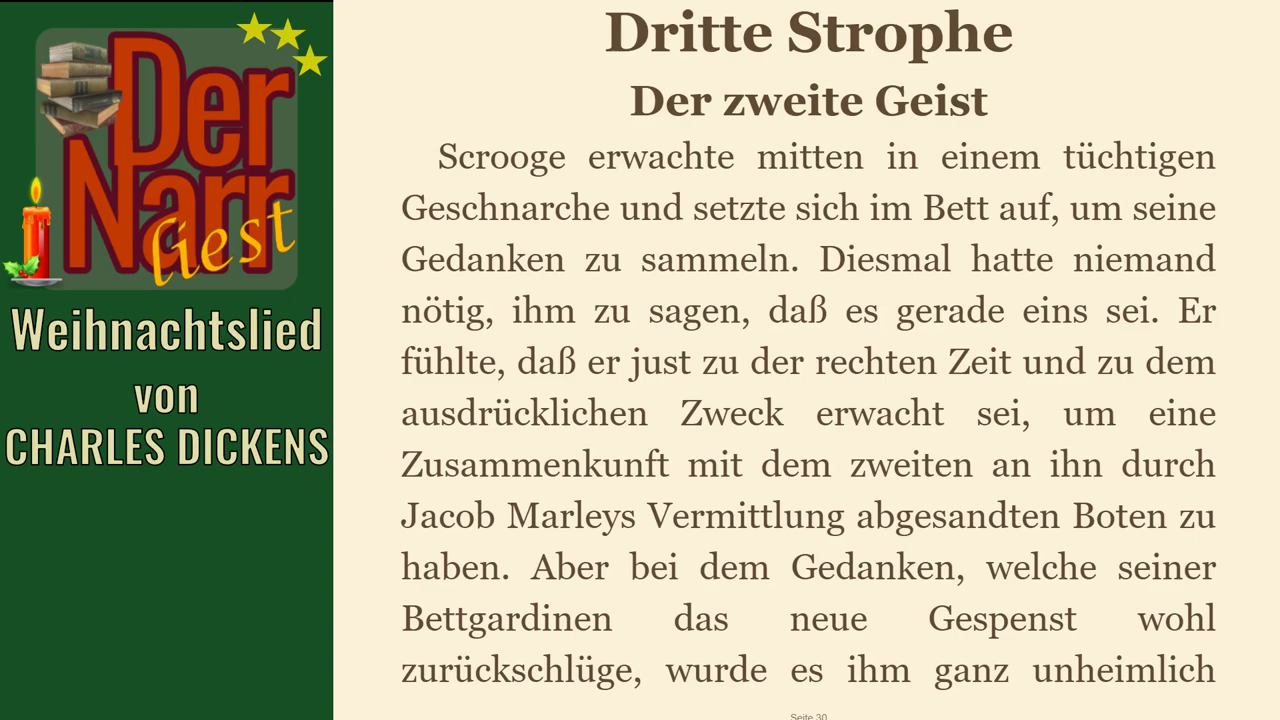 Der
Narr
liest
Weihnachtslied
von
CHARLES DICKENS
Dritte Strophe
Der zweite Geist
Scrooge erwachte mitten in einem tüchtigen
Geschnarche und setzte sich im Bett auf, um seine
Gedanken zu sammeln. Diesmal hatte niemand
nötig, ihm zu sagen, daß es gerade eins sei. Er
fühlte, daß er just zu der rechten Zeit und zu dem
ausdrücklichen Zweck erwacht sei, um eine
Zusammenkunft mit dem zweiten an ihn durch
Jacob Marleys Vermittlung abgesandten Boten zu
haben. Aber bei dem Gedanken, welche seiner
Bettgardinen das neue Gespenst wohl
zurückschlüge, wurde es ihm ganz unheimlich
Seite 30